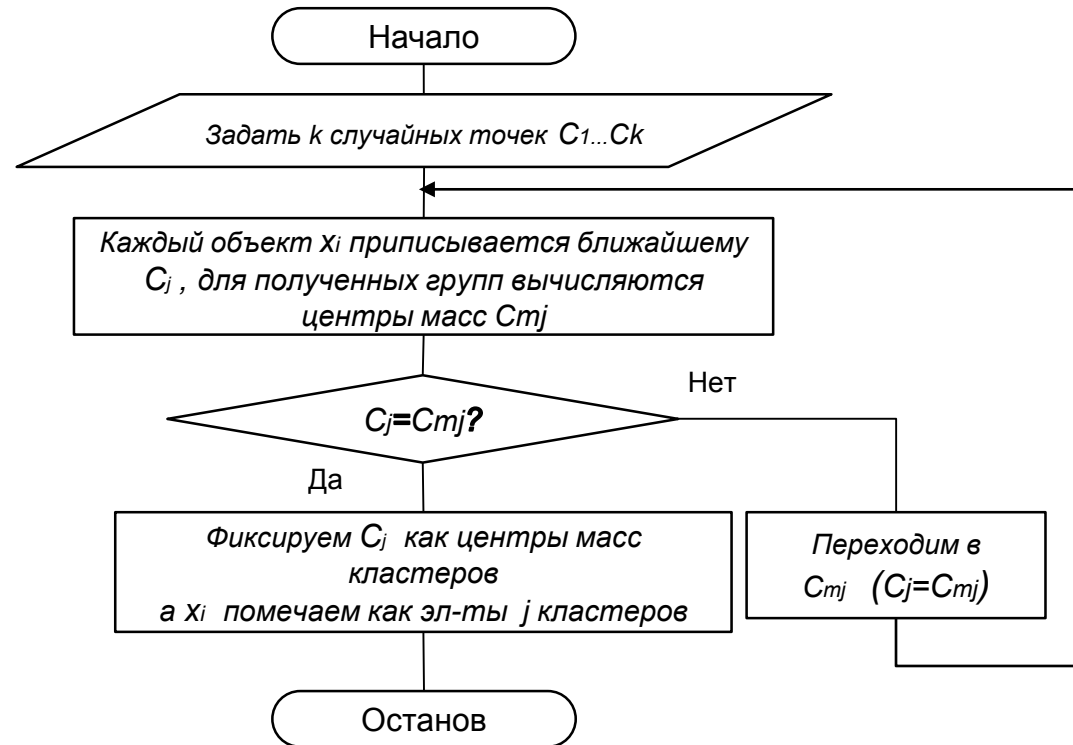 Начало
Задать k случайных точек C1...Ck
Каждый объект xi приписывается ближайшему
Cj , для полученных групп вычисляются
центры масс Cmj
Cj=Cmj?
Нет
Да
Фиксируем Cj как центры масс
кластеров
а xi помечаем как эл-ты j кластеров
Переходим в
Cmj (Cj=Cmj)
Останов